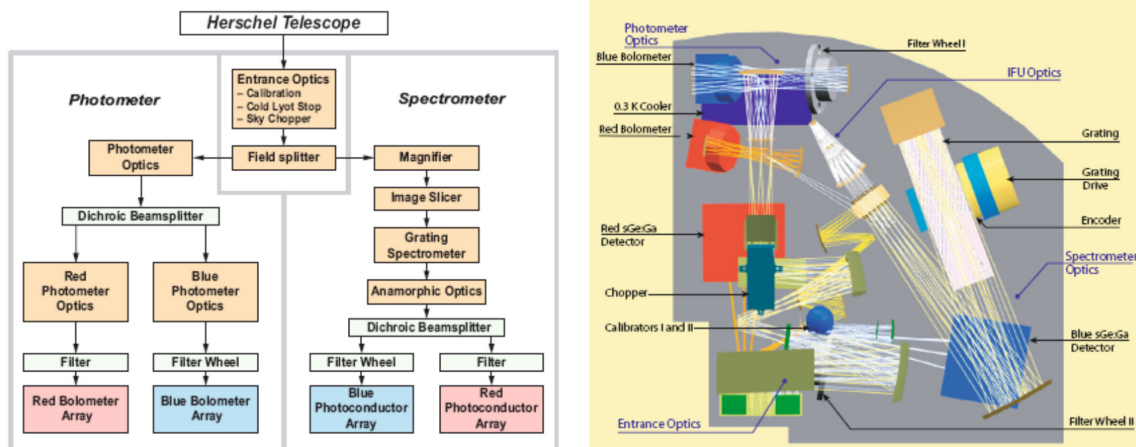 Herschel Telescope
Photometer
Entrance Optics
– Calibration
– Cold Lyot Stop
– Sky Chopper
Spectrometer
Photometer
Optics
Field splitter
Magnifier
Dichroic Beamsplitter
Image Slicer
Grating
Spectrometer
Red
Photometer
Optics
Blue
Photometer
Optics
Anamorphic Optics
Dichroic Beamsplitter
Filter
Filter Wheel
Filter Wheel
Filter
Red Bolometer
Array
Blue Bolometer
Array
Blue
Photoconductor
Array
Red
Photoconductor
Array
Photometer
Optics
Filter Wheel I
Blue Bolometer
IFU Optics
0.3 K Cooler
Red Bolometer
Grating
Grating
Drive
Encoder
Red sGe:Ga
Detector
Spectrometer
Optics
Chopper
Calibrators I and II
Blue sGe:Ga
Detector
Entrance Optics
Filter Wheel II